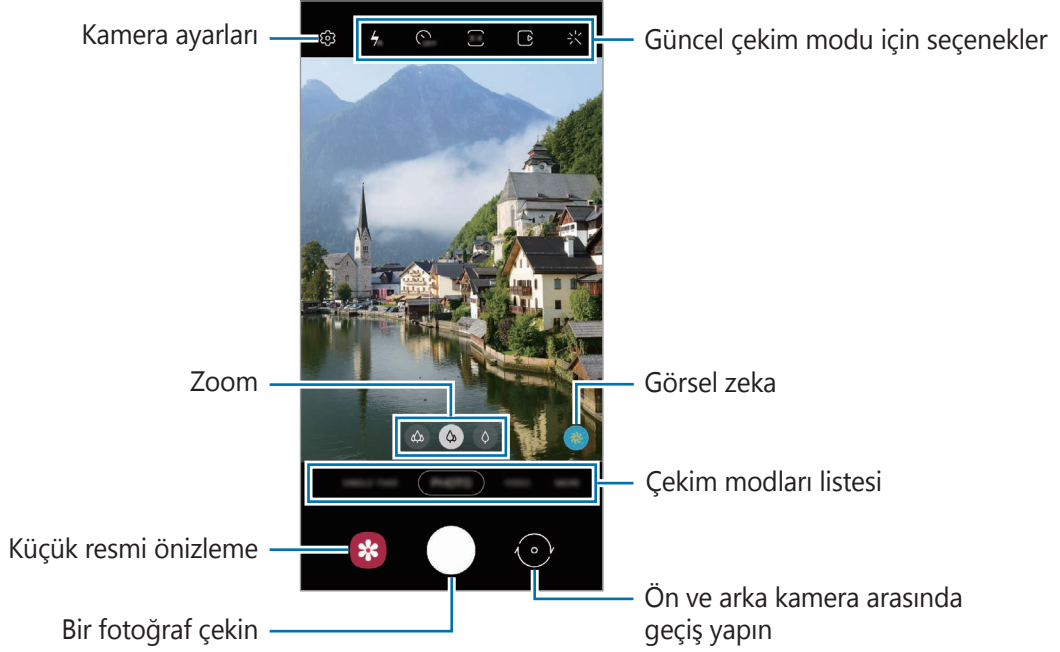 Kamera ayarları
Güncel çekim modu için seçenekler
Zoom
Görsel zeka
Çekim modları listesi
Küçük resmi önizleme
Bir fotoğraf çekin
Ön ve arka kamera arasında
geçiş yapın